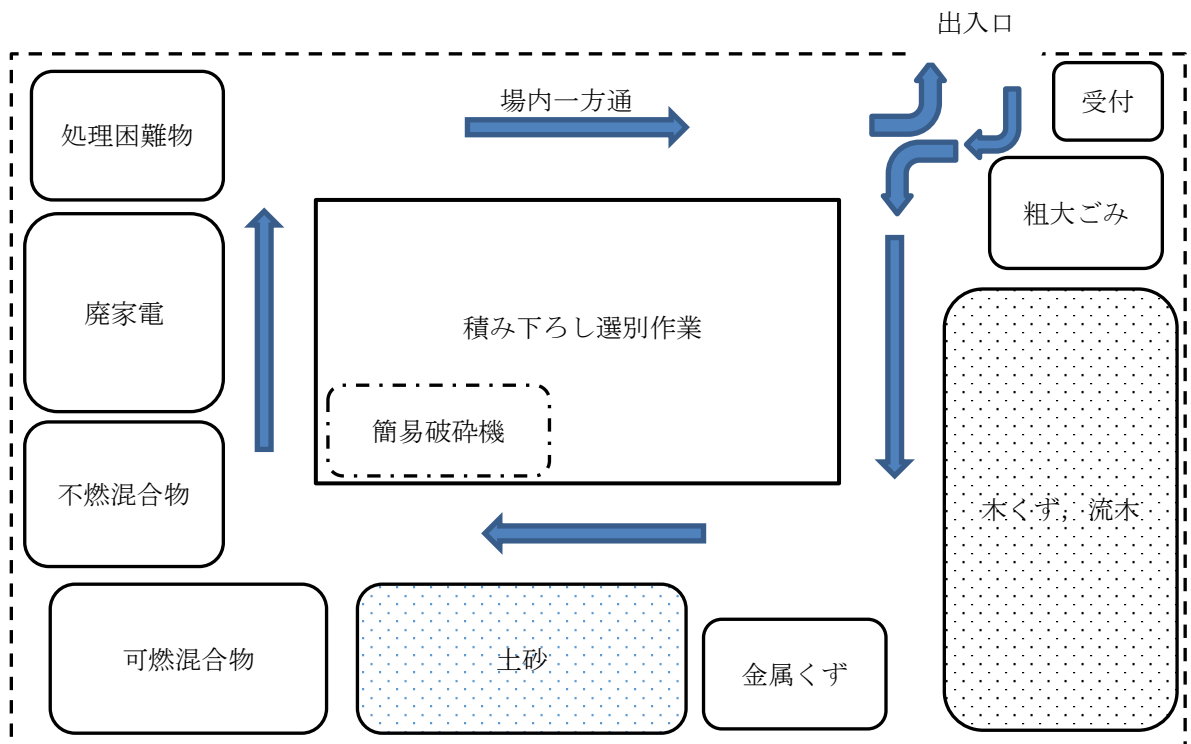 出入口
受付
場内一方通
処理困難物
粗大ごみ
廃家電
積み下ろし選別作業
簡易破砕機
不燃混合物
木くず，流木
可燃混合物
土砂
金属くず